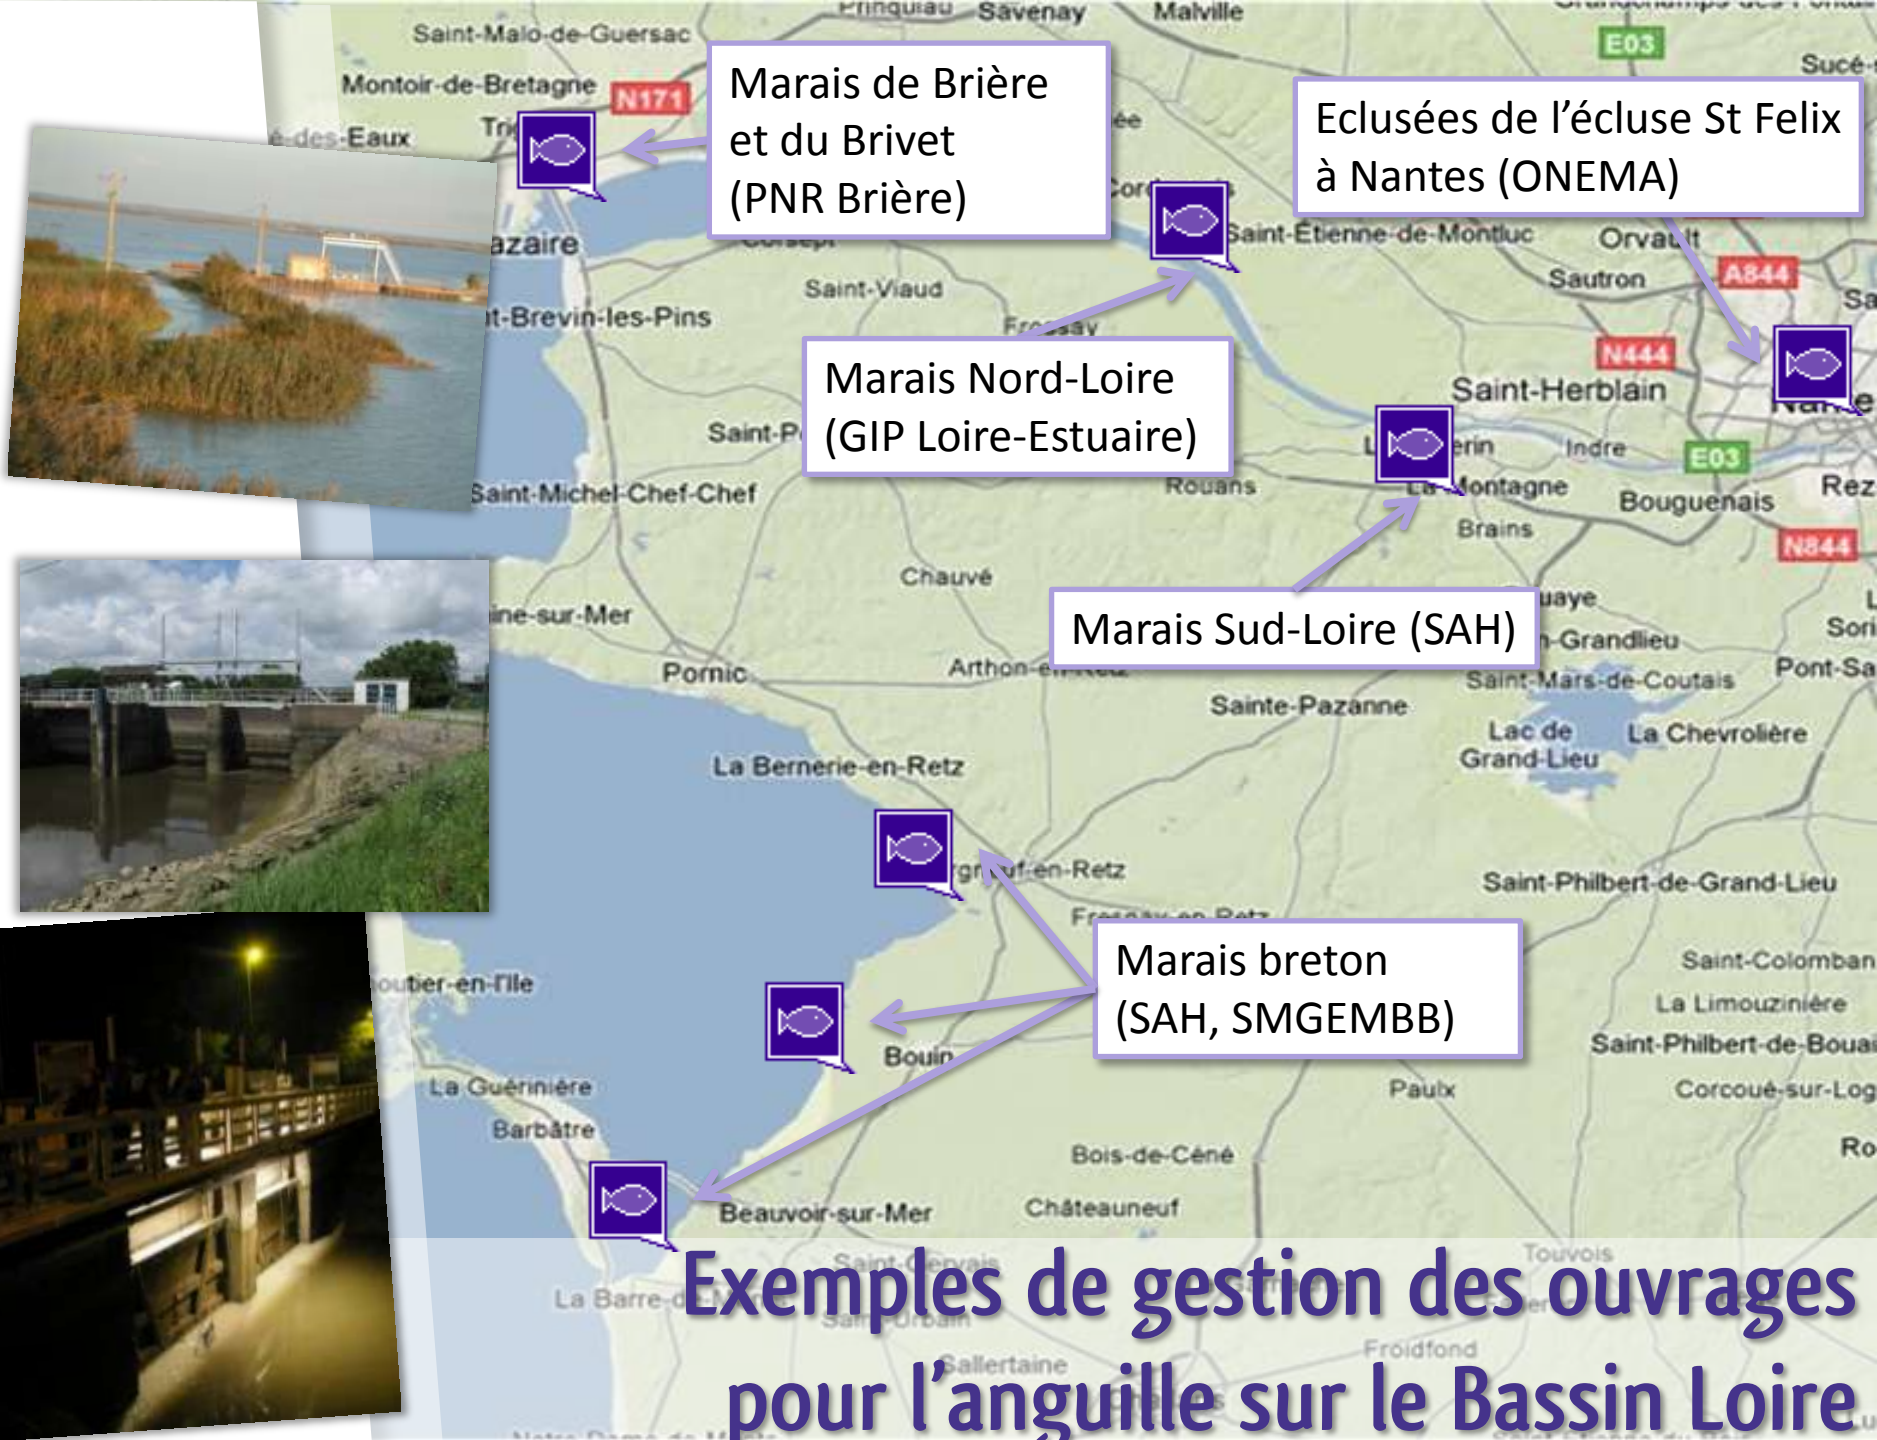 Savenay
Malville
Saint-Malo-de-Guersac
E03
Montoir-de-Bretagne
N171
Marais de Brière
et du Brivet
(PNR Brière)
Eclusées de l’écluse St Felix
à Nantes (ONEMA)
Saint-Étienne-de-Montluc
Orvault
Saint-Viaud
Sautron
A844
Marais Nord-Loire
(GIP Loire-Estuaire)
N444
Saint-Herblain
Indre
E03
Saint-Michel-Chef-Chef
Rouans
La Montagne
Bouguenais
Brains
N844
Chauvé
Marais Sud-Loire (SAH)
Pornic
Saint-Mars-de-Coutais
Sainte-Pazanne
Lac de
Grand-Lieu
La Chevrolière
La Bernerie-en-Retz
Saint-Philbert-de-Grand-Lieu
Marais breton
(SAH, SMGEMBB)
Saint-Colomban
La Limouzinière
Bouin
La Guérinière
Paulx
Barbâtre
Bois-de-Céné
Beauvoir-sur-Mer
Châteauneuf
Touvois
Exemples de gestion des ouvrages
Froidfond
Sallertaine
pour l’anguille sur le Bassin Loire